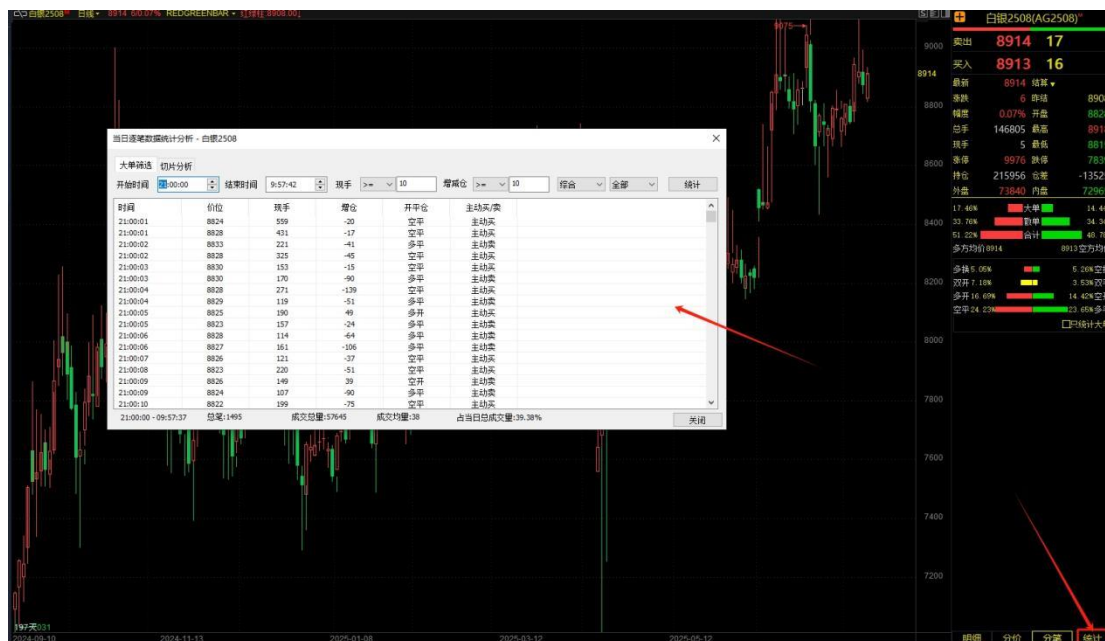 白银2508 日线 8914 6/0.07% REDGREENBAR 红绿柱 8908.00↓
9075
9000
8914
8800
8600
8400
8200
8000
7800
7600
7400
7200
197天
2024-09-10 2024-11-13 2025-01-08 2025-03-12 2025-05-12
当日逐笔数据统计分析 - 白银2508
大单筛选 切片分析
开始时间 21:00:00 结束时间 9:57:42 现手 >= 10 增减仓 >= 10 综合 全部 统计
时间 价位 现手 增仓 开平仓 主动买/卖
21:00:01 8824 559 -20 空平 主动买
21:00:01 8828 431 -17 空平 主动买
21:00:02 8833 221 -41 多平 主动卖
21:00:02 8828 325 -45 空平 主动买
21:00:03 8830 153 -15 空平 主动买
21:00:03 8830 170 -90 多平 主动卖
21:00:04 8828 271 -139 空平 主动买
21:00:04 8829 119 -51 多平 主动卖
21:00:05 8825 190 49 多开 主动买
21:00:05 8823 157 -24 多平 主动卖
21:00:06 8828 114 -64 多平 主动卖
21:00:06 8827 161 -106 多平 主动卖
21:00:07 8826 121 -37 空平 主动买
21:00:08 8823 220 -51 空平 主动买
21:00:09 8826 149 39 空开 主动卖
21:00:09 8824 107 -90 多平 主动卖
21:00:10 8822 199 -75 空平 主动买
21:00:00 - 09:57:37 总笔:1495 成交总量:57645 成交均量:38 占当日总成交量:39.38%
关闭
白银2508(AG2508)
卖出 8914 17
买入 8913 16
最新 8914 结算
涨跌 6 昨结 8908
幅度 0.07% 开盘
总手 146805 最高
现手 5 最低
涨停 9976 跌停
持仓 215956 仓差
外盘 73840 内盘
17.46% 大单
33.76% 散单
51.22% 合计
多方均价8914 8913空方均价
多换5.05% 5.26%空换
双开7.18% 3.53%双平
多开16.69% 14.42%空开
空平24.23% 23.65%多平
只统计大单
明细 分价 分笔 统计